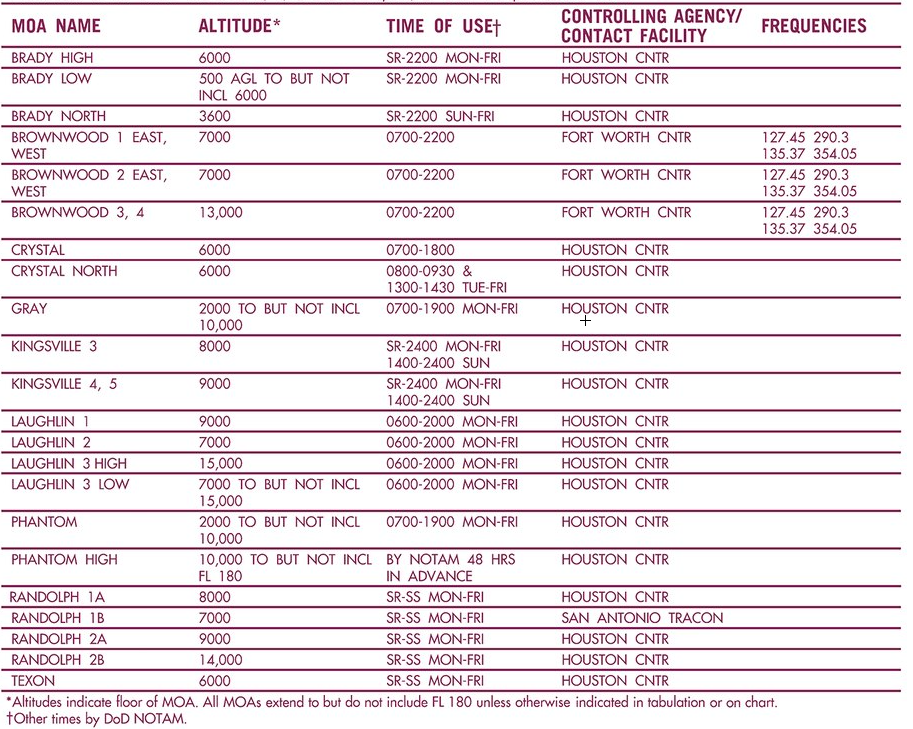 MOA NAME ALTITUDE* TIME OF USE† CONTROLLING AGENCY/ CONTACT FACILITY FREQUENCIES
BRADY HIGH 6000 SR-2200 MON-FRI HOUSTON CNTR
BRADY LOW 500 AGL TO BUT NOT SR-2200 MON-FRI HOUSTON CNTR
INCL 6000
BRADY NORTH 3600 SR-2200 SUN-FRI HOUSTON CNTR
BROWNWOOD 1 EAST, 7000 0700-2200 FORT WORTH CNTR 127.45 290.3
WEST 135.37 354.05
BROWNWOOD 2 EAST, 7000 0700-2200 FORT WORTH CNTR 127.45 290.3
WEST 135.37 354.05
BROWNWOOD 3, 4 13,000 0700-2200 FORT WORTH CNTR 127.45 290.3
135.37 354.05
CRYSTAL 6000 0700-1800 HOUSTON CNTR
CRYSTAL NORTH 6000 0800-0930 & HOUSTON CNTR
1300-1430 TUE-FRI
GRAY 2000 TO BUT NOT INCL 0700-1900 MON-FRI HOUSTON CNTR
10,000
KINGSVILLE 3 8000 SR-2400 MON-FRI HOUSTON CNTR
1400-2400 SUN
KINGSVILLE 4, 5 9000 SR-2400 MON-FRI HOUSTON CNTR
1400-2400 SUN
LAUGHLIN 1 9000 0600-2000 MON-FRI HOUSTON CNTR
LAUGHLIN 2 7000 0600-2000 MON-FRI HOUSTON CNTR
LAUGHLIN 3 HIGH 15,000 0600-2000 MON-FRI HOUSTON CNTR
LAUGHLIN 3 LOW 7000 TO BUT NOT INCL 0600-2000 MON-FRI HOUSTON CNTR
15,000
PHANTOM 2000 TO BUT NOT INCL 0700-1900 MON-FRI HOUSTON CNTR
10,000
PHANTOM HIGH 10,000 TO BUT NOT INCL BY NOTAM 48 HRS HOUSTON CNTR
FL 180 IN ADVANCE
RANDOLPH 1A 8000 SR-SS MON-FRI HOUSTON CNTR
RANDOLPH 1B 7000 SR-SS MON-FRI SAN ANTONIO TRACON
RANDOLPH 2A 9000 SR-SS MON-FRI HOUSTON CNTR
RANDOLPH 2B 14,000 SR-SS MON-FRI HOUSTON CNTR
TEXON 6000 SR-SS MON-FRI HOUSTON CNTR
*Altitudes indicate floor of MOA. All MOAs extend to but do not include FL 180 unless otherwise indicated in tabulation or on chart.
†Other times by DoD NOTAM.